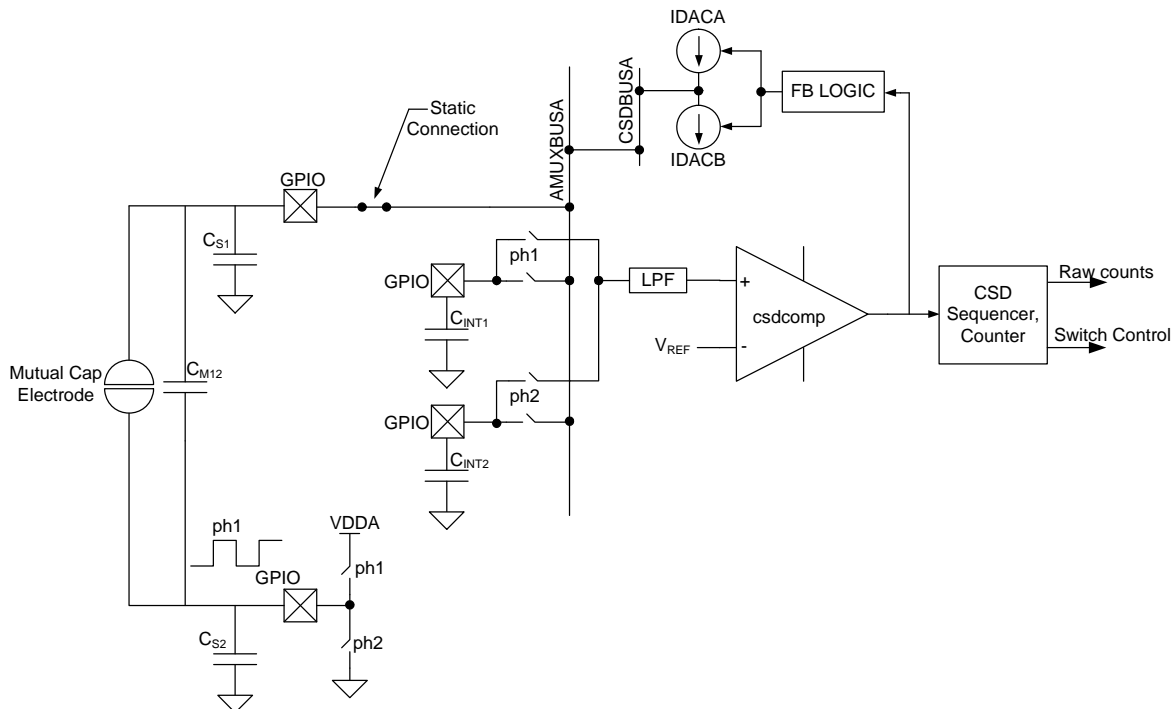 IDACA
FB LOGIC
IDACB
CSDBUSA
AMUXBUSA
Static
Connection
GPIO
CS1
ph1
GPIO
LPF
CINT1
+
csdcomp
VREF
-
CSD
Sequencer,
Counter
Raw counts
Switch Control
Mutual Cap
Electrode
CM12
ph2
GPIO
CINT2
ph1
VDDA
GPIO
ph1
CS2
ph2